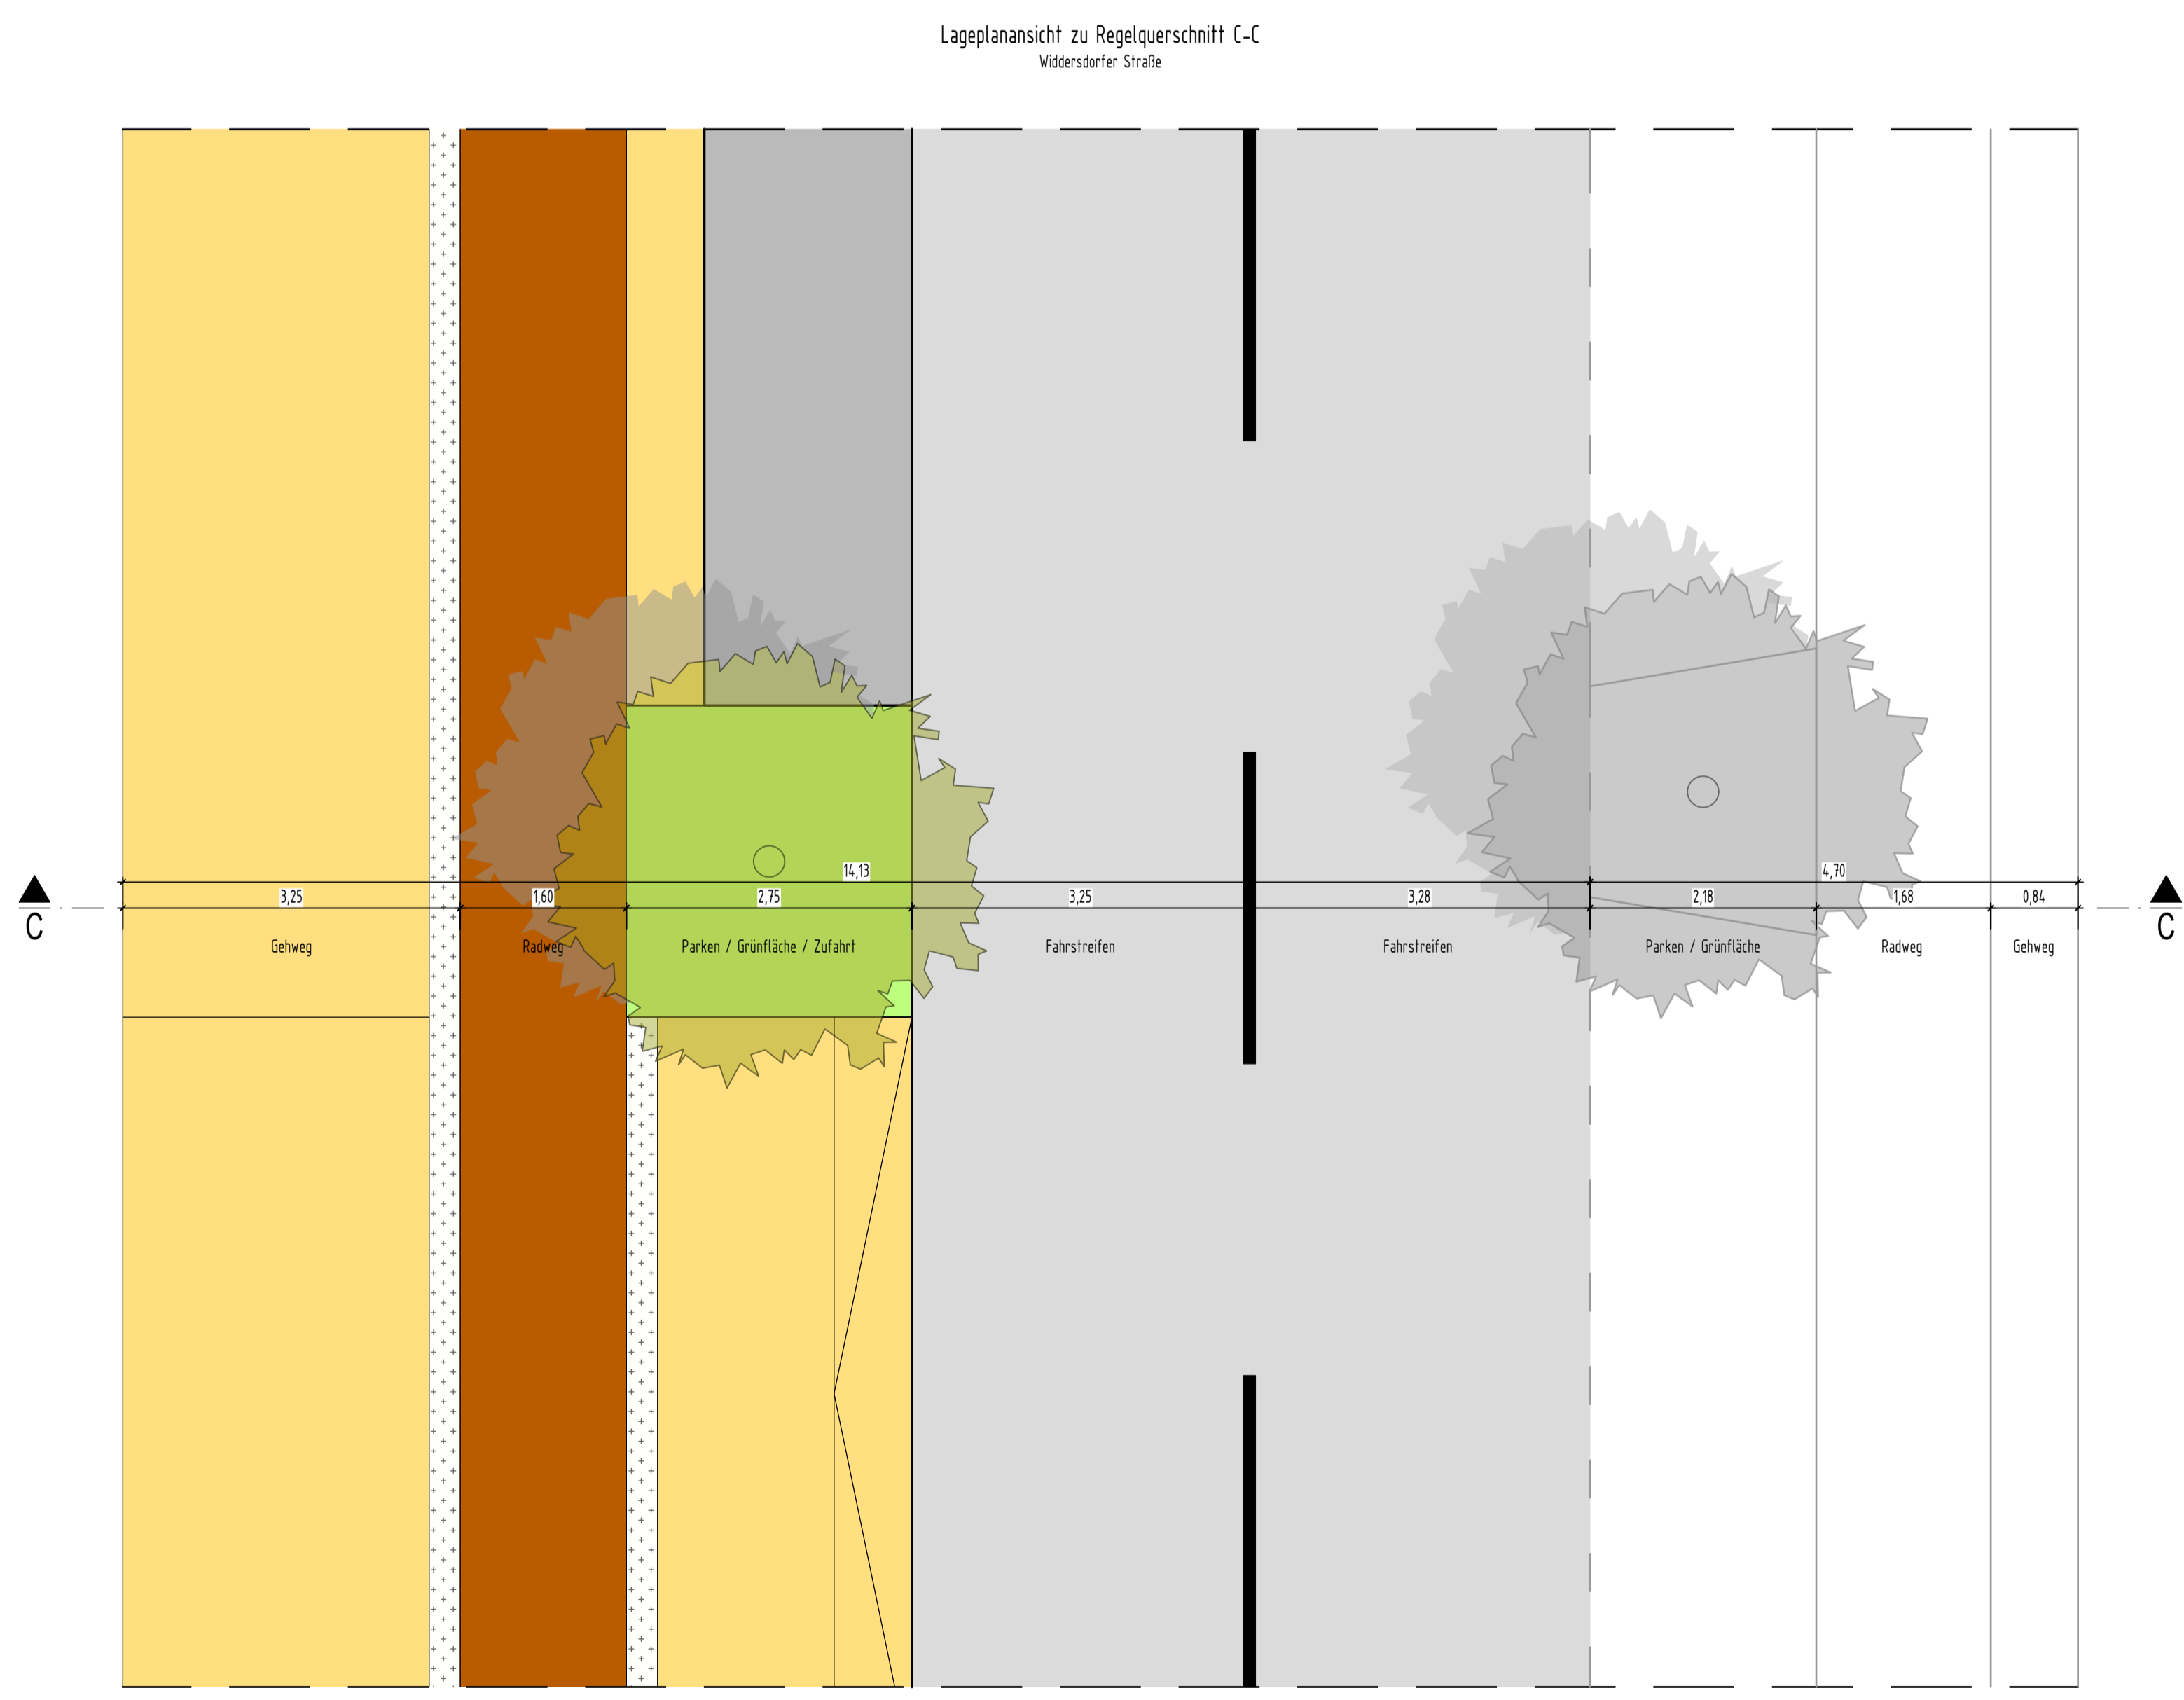 Lageplanansicht zu Regelquerschnitt C-C
Widdersdorfer Straße
14,13 4,70
3,25 1,60 2,75 3,25 3,28 2,18 1,68 0,84
C C
Gehweg Radweg Parken / Grünfläche / Zufahrt Fahrstreifen Fahrstreifen Parken / Grünfläche Radweg Gehweg